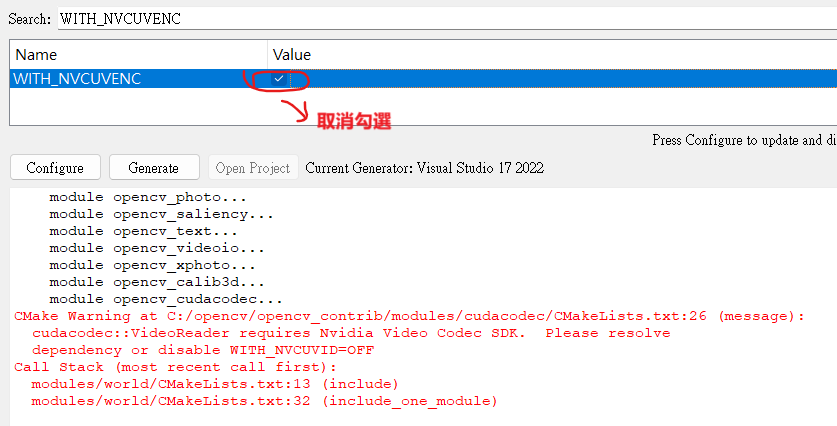 Search: WITH_NVCUVENC
Name Value
WITH_NVCUVENC
取消勾選
Press Configure to update and di
Configure Generate Open Project Current Generator: Visual Studio 17 2022
module opencv_photo...
module opencv_saliency...
module opencv_text...
module opencv_videoio...
module opencv_xphoto...
module opencv_calib3d...
module opencv_cudacodec...
CMake Warning at C:/opencv/opencv_contrib/modules/cudacodec/CMakeLists.txt:26 (message):
cudacodec::VideoReader requires Nvidia Video Codec SDK.  Please resolve
dependency or disable WITH_NVCUVID=OFF
Call Stack (most recent call first):
modules/world/CMakeLists.txt:13 (include)
modules/world/CMakeLists.txt:32 (include_one_module)